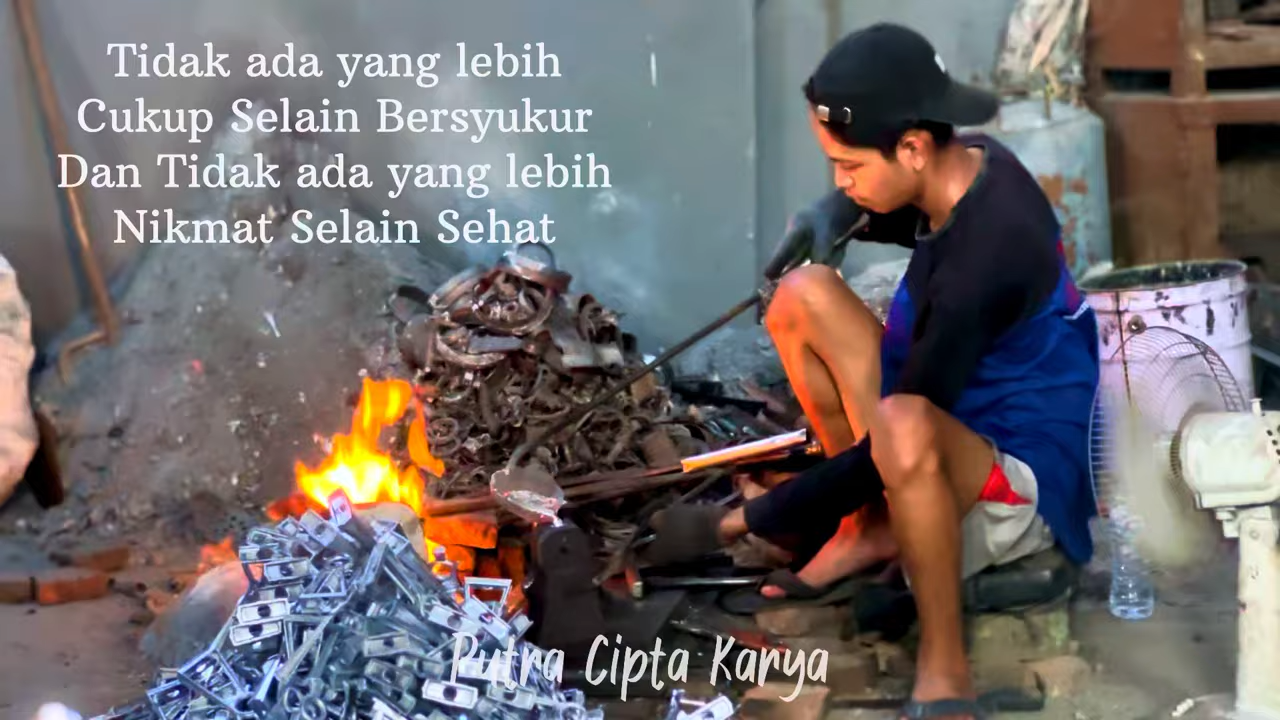 Tidak ada yang lebih
Cukup Selain Bersyukur
Dan Tidak ada yang lebih
Nikmat Selain Sehat
Putra Cipta Karya